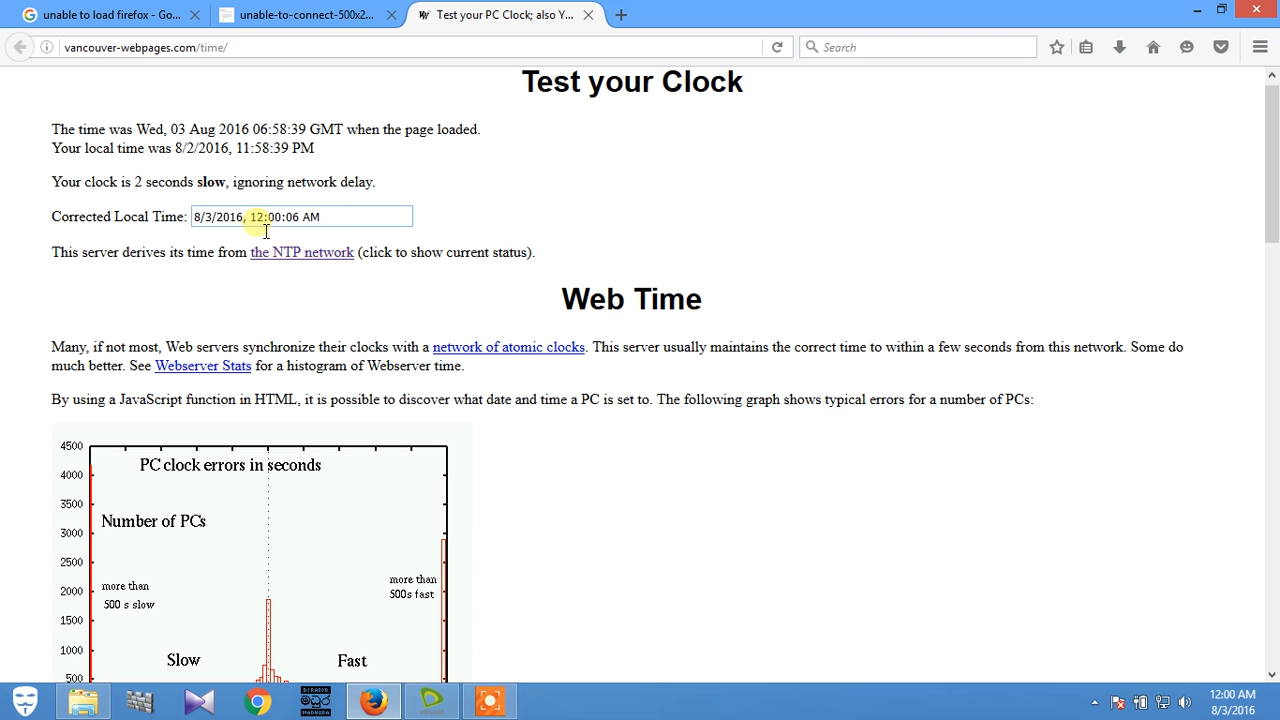 unable to load firefox - Go...
unable-to-connect-500x2...
Test your PC Clock; also Y...
vancouver-webpages.com/time/
Search
Test your Clock
The time was Wed, 03 Aug 2016 06:58:39 GMT when the page loaded.
Your local time was 8/2/2016, 11:58:39 PM
Your clock is 2 seconds slow, ignoring network delay.
Corrected Local Time: 8/3/2016, 12:00:06 AM
This server derives its time from the NTP network (click to show current status).
Web Time
Many, if not most, Web servers synchronize their clocks with a network of atomic clocks. This server usually maintains the correct time to within a few seconds from this network. Some do
much better. See Webserver Stats for a histogram of Webserver time.
By using a JavaScript function in HTML, it is possible to discover what date and time a PC is set to. The following graph shows typical errors for a number of PCs:
4500
PC clock errors in seconds
4000
3500
Number of PCs
3000
2500
more than
500 s slow
more than
500s fast
2000
1500
1000
Slow
Fast
500
12:00 AM
8/3/2016